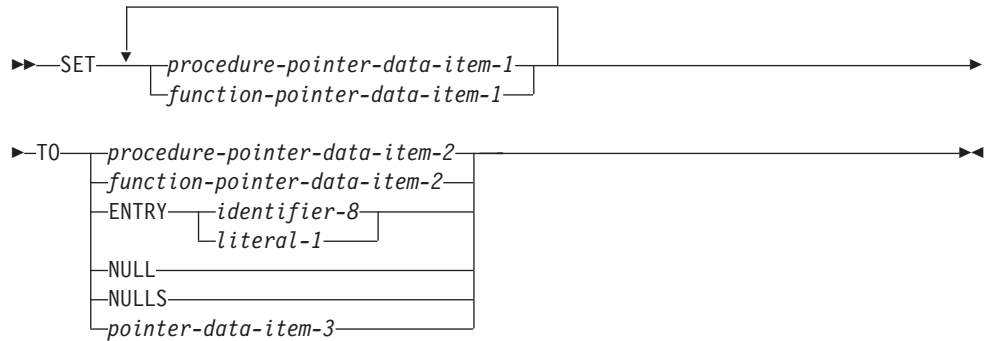 SET procedure-pointer-data-item-1
function-pointer-data-item-1
TO procedure-pointer-data-item-2
function-pointer-data-item-2
ENTRY identifier-8
literal-1
NULL
NULLS
pointer-data-item-3